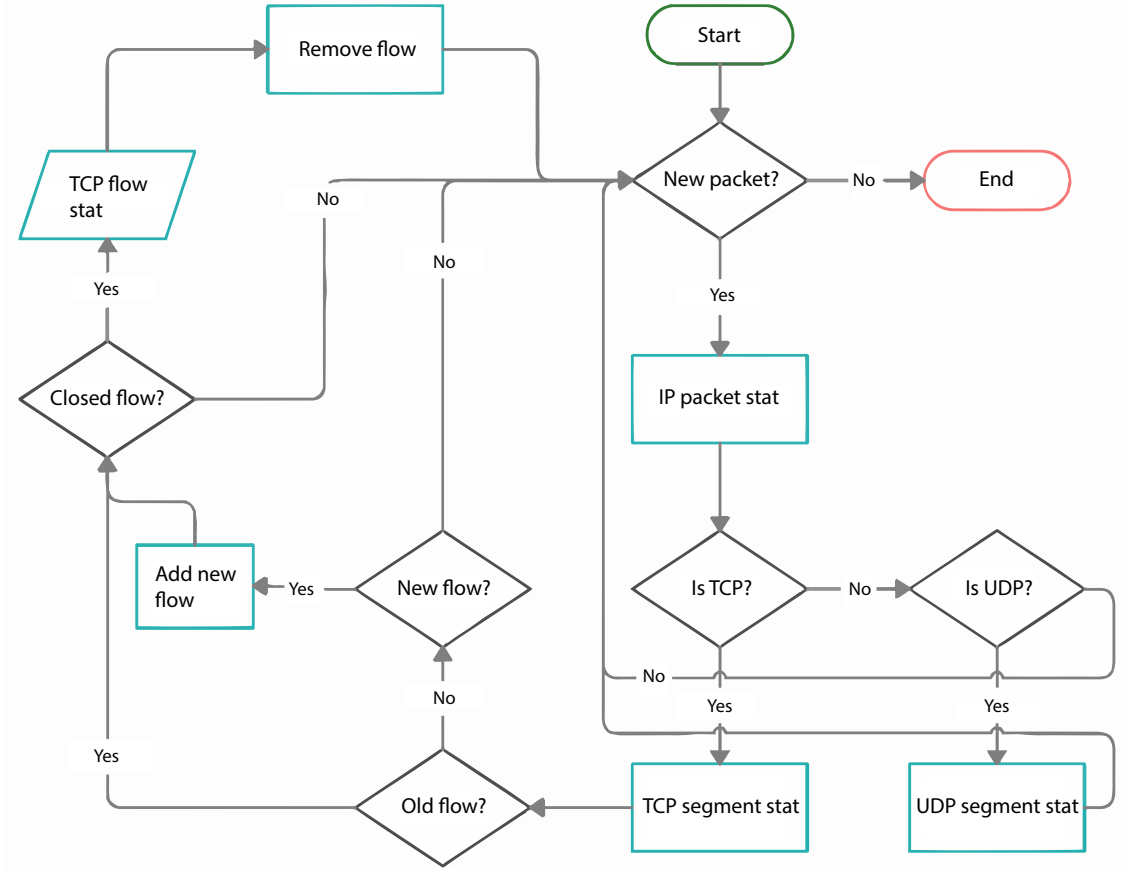 Remove flow
Start
TCP flow
stat
No
New packet?
No
End
No
Yes
Yes
Closed flow?
IP packet stat
Add new
flow
Yes
New flow?
Is TCP?
No
Is UDP?
No
No
Yes
Yes
Yes
Old flow?
TCP segment stat
UDP segment stat